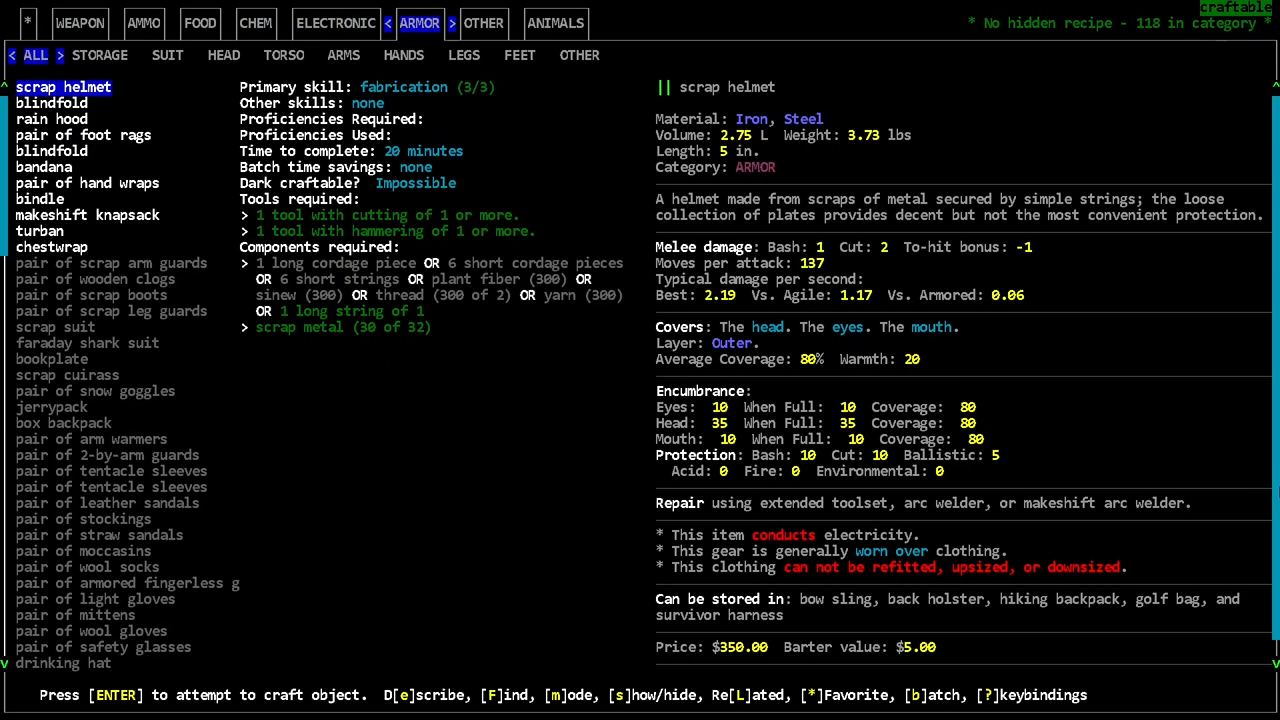 craftable
* WEAPON AMMO FOOD CHEM ELECTRONIC < ARMOR > OTHER ANIMALS
* No hidden recipe - 118 in category *
< ALL > STORAGE SUIT HEAD TORSO ARMS HANDS LEGS FEET OTHER
scrap helmet
blindfold
rain hood
pair of foot rags
blindfold
bandana
pair of hand wraps
bindle
makeshift knapsack
turban
chestwrap
pair of scrap arm guards
pair of wooden clogs
pair of scrap boots
pair of scrap leg guards
scrap suit
faraday shark suit
bookplate
scrap cuirass
pair of snow goggles
jerrypack
box backpack
pair of arm warmers
pair of 2-by-arm guards
pair of tentacle sleeves
pair of tentacle sleeves
pair of leather sandals
pair of stockings
pair of straw sandals
pair of moccasins
pair of wool socks
pair of armored fingerless g
pair of light gloves
pair of mittens
pair of wool gloves
pair of safety glasses
drinking hat
Primary skill: fabrication (3/3)
Other skills: none
Proficiencies Required:
Proficiencies Used:
Time to complete: 20 minutes
Batch time savings: none
Dark craftable? Impossible
Tools required:
> 1 tool with cutting of 1 or more.
> 1 tool with hammering of 1 or more.
Components required:
> 1 long cordage piece OR 6 short cordage pieces
OR 6 short strings OR plant fiber (300) OR
sinew (300) OR thread (300 of 2) OR yarn (300)
OR 1 long string of 1
> scrap metal (30 of 32)
|| scrap helmet
Material: Iron, Steel
Volume: 2.75 L Weight: 3.73 lbs
Length: 5 in.
Category: ARMOR
A helmet made from scraps of metal secured by simple strings; the loose
collection of plates provides decent but not the most convenient protection.
Melee damage: Bash: 1 Cut: 2 To-hit bonus: -1
Moves per attack: 137
Typical damage per second:
Best: 2.19 Vs. Agile: 1.17 Vs. Armored: 0.06
Covers: The head. The eyes. The mouth.
Layer: Outer.
Average Coverage: 80% Warmth: 20
Encumbrance:
Eyes: 10 When Full: 10 Coverage: 80
Head: 35 When Full: 35 Coverage: 80
Mouth: 10 When Full: 10 Coverage: 80
Protection: Bash: 10 Cut: 10 Ballistic: 5
Acid: 0 Fire: 0 Environmental: 0
Repair using extended toolset, arc welder, or makeshift arc welder.
* This item conducts electricity.
* This gear is generally worn over clothing.
* This clothing can not be refitted, upsized, or downsized.
Can be stored in: bow sling, back holster, hiking backpack, golf bag, and
survivor harness
Price: $350.00 Barter value: $5.00
Press [ENTER] to attempt to craft object. D[e]scribe, [F]ind, [m]ode, [s]how/hide, Re[L]ated, [*]Favorite, [b]atch, [?]keybindings